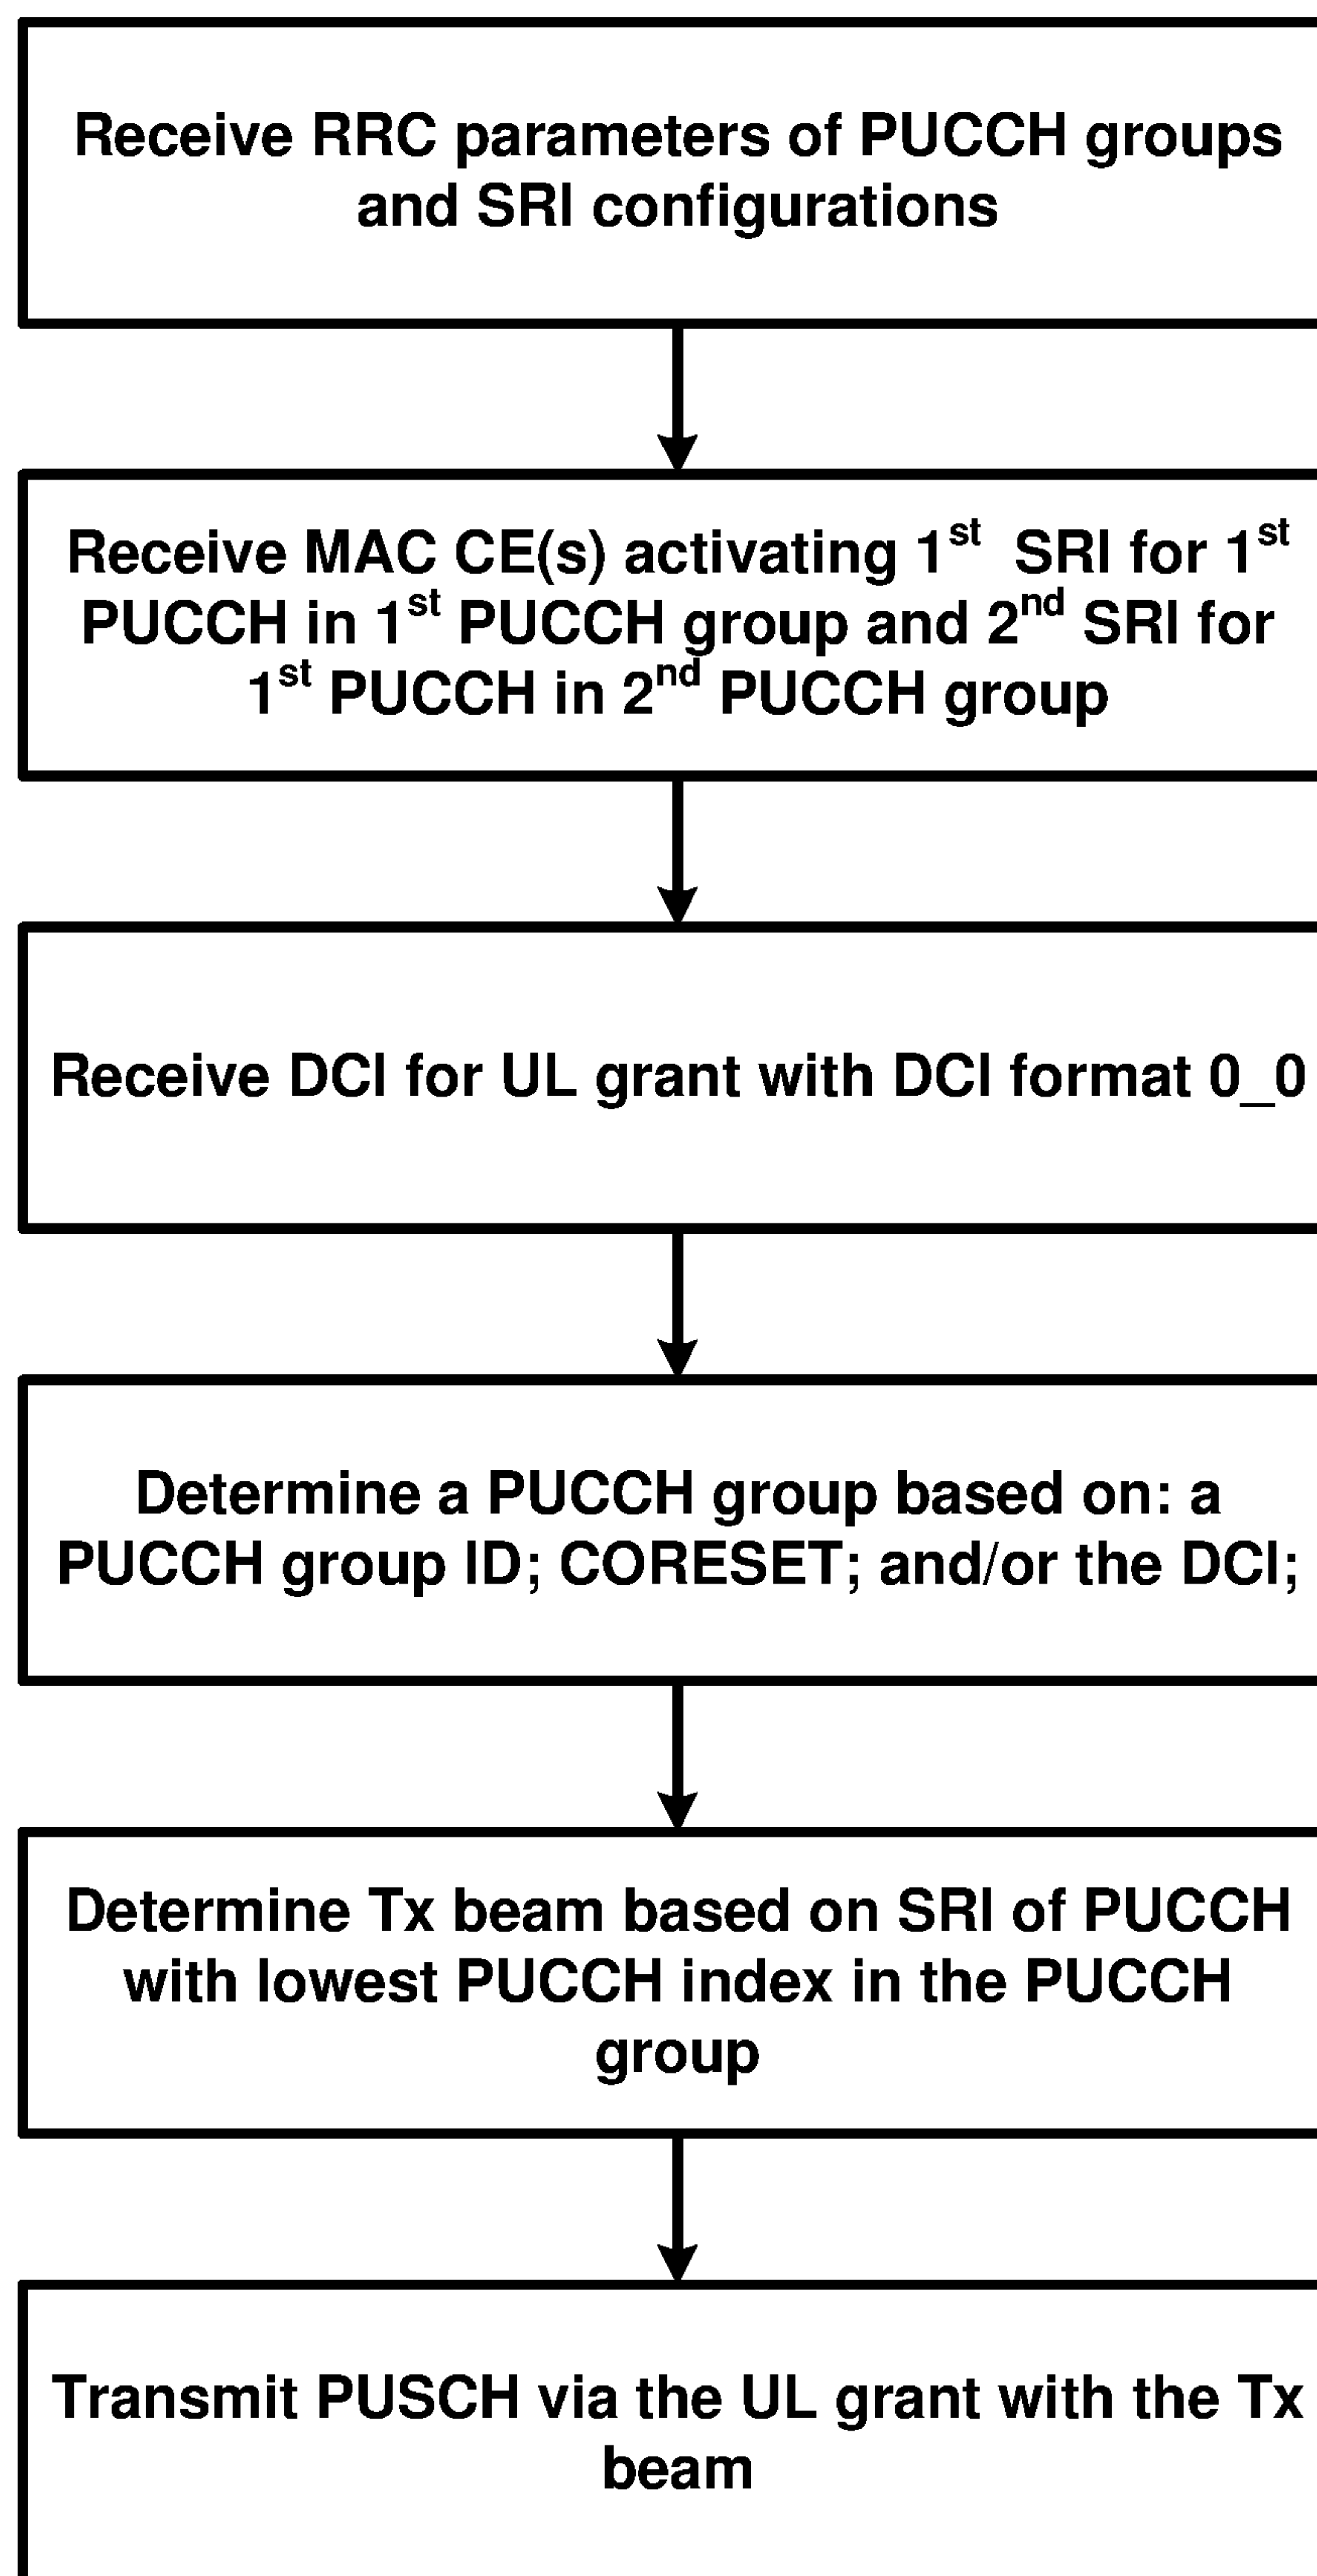 Receive RRC parameters of PUCCH groups
and SRI configurations
Receive MAC CE(s) activating 1st SRI for 1st
PUCCH in 1st PUCCH group and 2nd SRI for
1st PUCCH in 2nd PUCCH group
Receive DCI for UL grant with DCI format 0_0
Determine a PUCCH group based on: a
PUCCH group ID; CORESET; and/or the DCI;
Determine Tx beam based on SRI of PUCCH
with lowest PUCCH index in the PUCCH
group
Transmit PUSCH via the UL grant with the Tx
beam